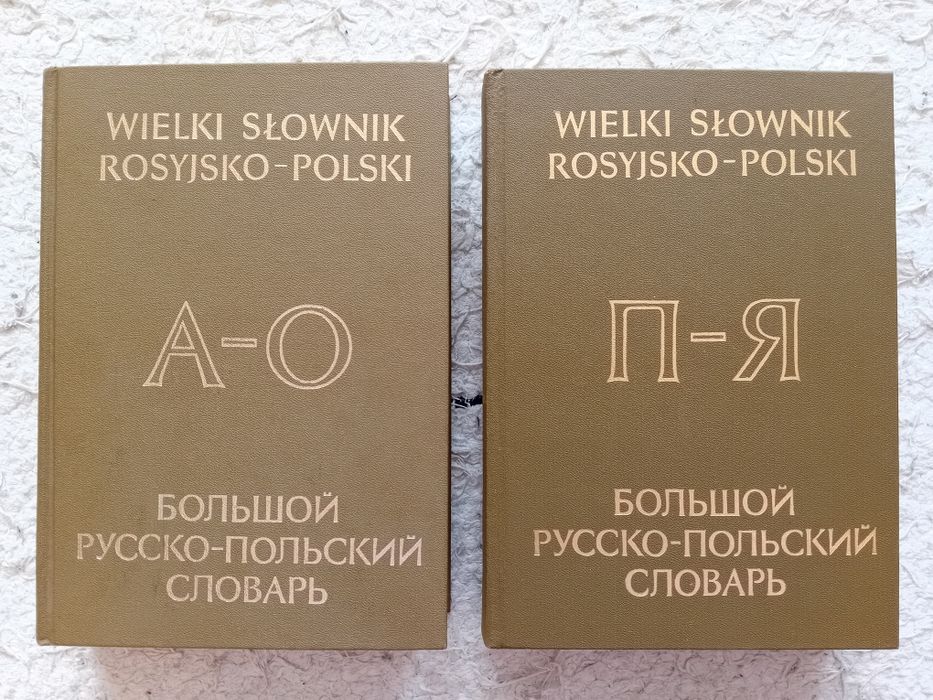 WIELKI SŁOWNIK
ROSYJSKO-POLSKI
А-О
БОЛЬШОЙ
РУССКО-ПОЛЬСКИЙ
СЛОВАРЬ
WIELKI SŁOWNIK
ROSYJSKO-POLSKI
П-Я
БОЛЬШОЙ
РУССКО-ПОЛЬСКИЙ
СЛОВАРЬ